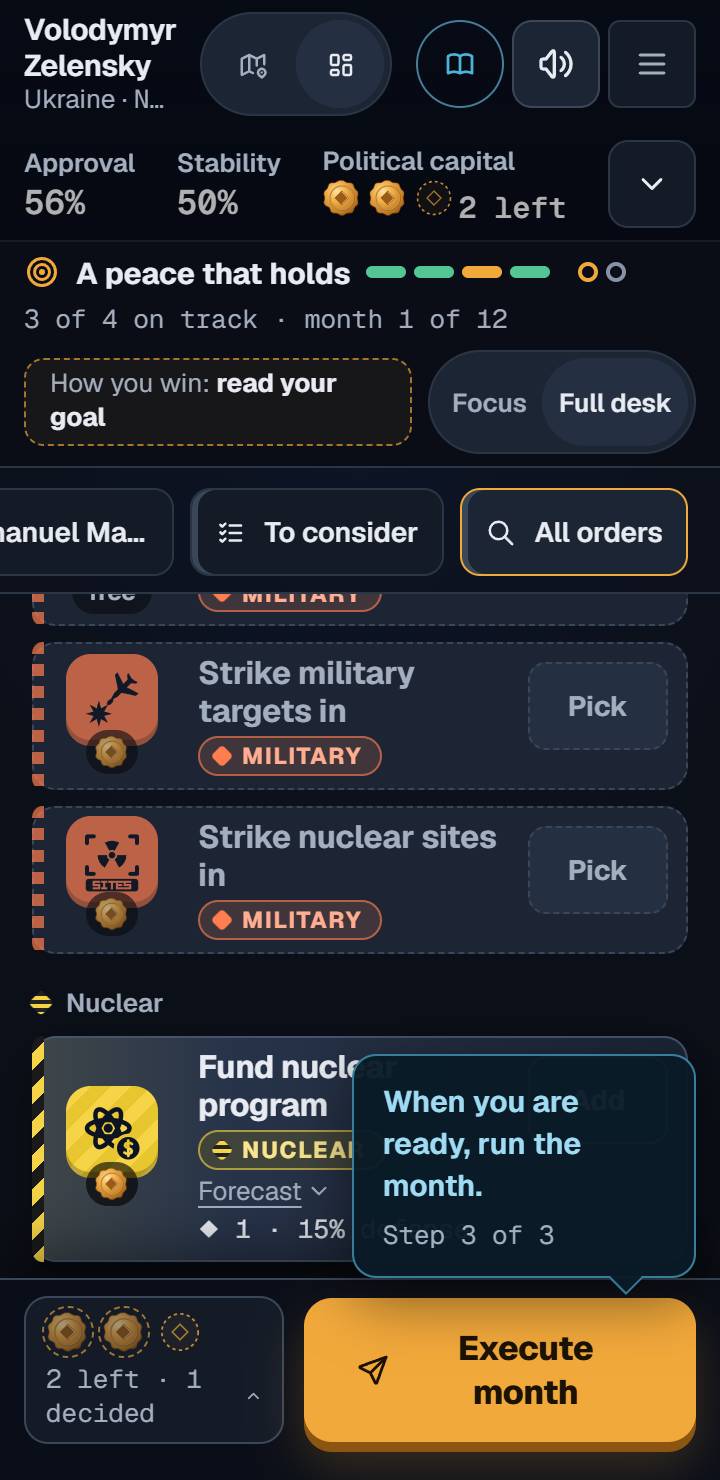 Volodymyr
Zelensky
Ukraine · N…
Approval
56%
Stability
50%
Political capital
2 left
A peace that holds
3 of 4 on track · month 1 of 12
How you win: read your
goal
Focus
Full desk
anuel Ma…
To consider
All orders
free
MILITARY
Strike military
targets in
MILITARY
Pick
Strike nuclear sites
in
MILITARY
Pick
SITES
Nuclear
Fund nuclear
program
NUCLEAR
Add
Forecast
1 · 15% defense
When you are
ready, run the
month.
Step 3 of 3
2 left · 1
decided
Execute
month